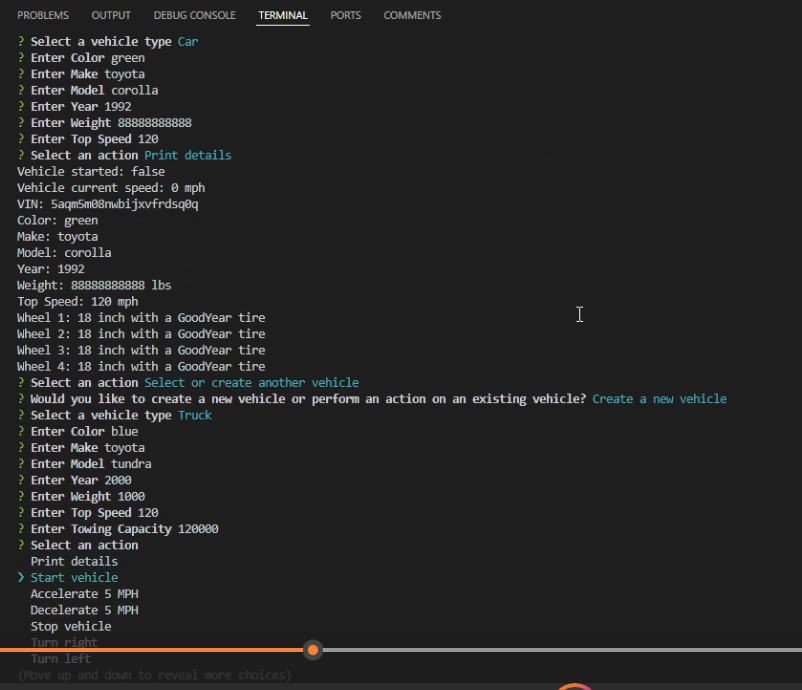 PROBLEMS OUTPUT DEBUG CONSOLE TERMINAL PORTS COMMENTS
? Select a vehicle type Car
? Enter Color green
? Enter Make toyota
? Enter Model corolla
? Enter Year 1992
? Enter Weight 88888888888
? Enter Top Speed 120
? Select an action Print details
Vehicle started: false
Vehicle current speed: 0 mph
VIN: 5aqm5m08nwbijxvfrdsq0q
Color: green
Make: toyota
Model: corolla
Year: 1992
Weight: 88888888888 lbs
Top Speed: 120 mph
Wheel 1: 18 inch with a GoodYear tire
Wheel 2: 18 inch with a GoodYear tire
Wheel 3: 18 inch with a GoodYear tire
Wheel 4: 18 inch with a GoodYear tire
? Select an action Select or create another vehicle
? Would you like to create a new vehicle or perform an action on an existing vehicle? Create a new vehicle
? Select a vehicle type Truck
? Enter Color blue
? Enter Make toyota
? Enter Model tundra
? Enter Year 2000
? Enter Weight 1000
? Enter Top Speed 120
? Enter Towing Capacity 120000
? Select an action
Print details
❯ Start vehicle
Accelerate 5 MPH
Decelerate 5 MPH
Stop vehicle
Turn right
Turn left
(Move up and down to reveal more choices)